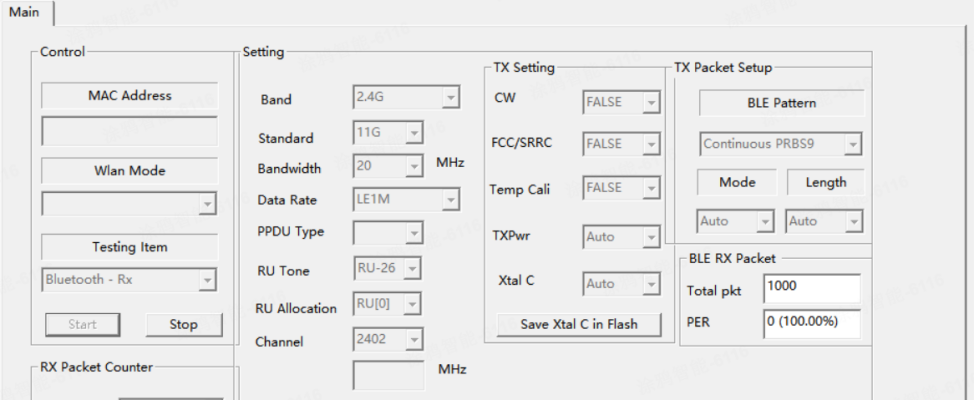 Main
Control
MAC Address
Wlan Mode
Testing Item
Bluetooth - Rx
Start Stop
RX Packet Counter
Setting
Band 2.4G
Standard 11G
Bandwidth 20 MHz
Data Rate LE1M
PPDU Type
RU Tone RU-26
RU Allocation RU[0]
Channel 2402
MHz
TX Setting
CW FALSE
FCC/SRRC FALSE
Temp Cali FALSE
TXPwr Auto
Xtal C Auto
Save Xtal C in Flash
TX Packet Setup
BLE Pattern
Continuous PRBS9
Mode Length
Auto Auto
BLE RX Packet
Total pkt 1000
PER 0 (100.00%)